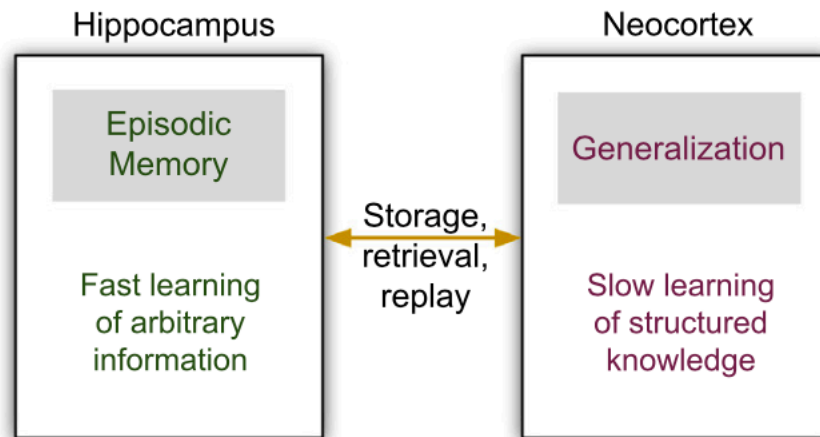 Hippocampus
Episodic
Memory
Fast learning
of arbitrary
information
Storage,
retrieval,
replay
Neocortex
Generalization
Slow learning
of structured
knowledge